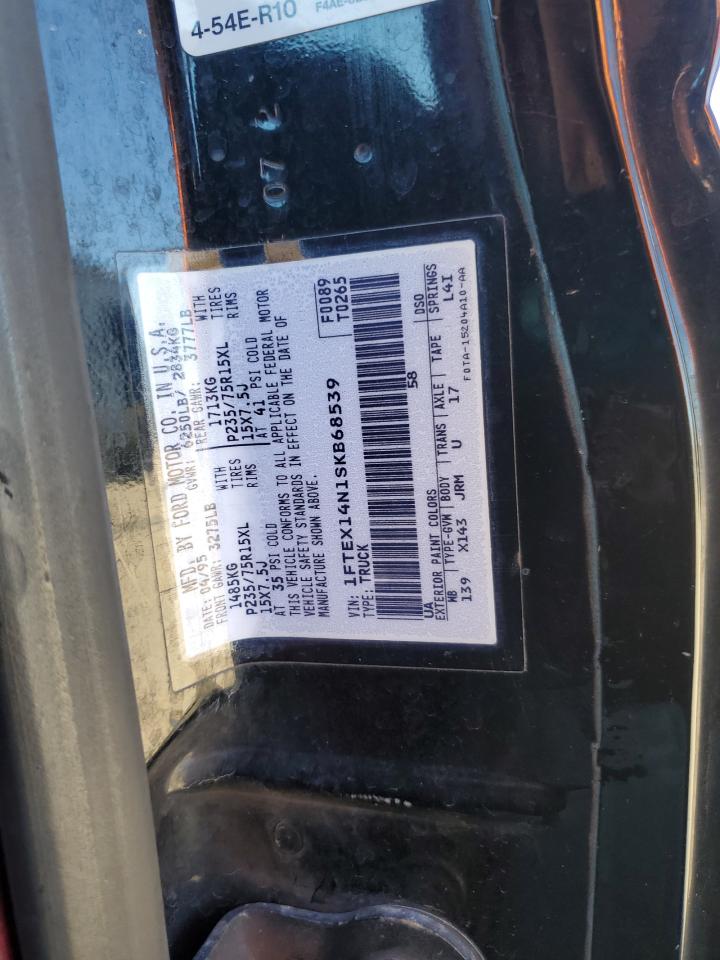 4-54E-R10
07 2
MFD. BY FORD MOTOR CO. IN U.S.A.
DATE: 04/95 GVWR: 6250LB/ 2834KG
FRONT GAWR: 3275LB REAR GAWR: 3777LB
1485KG WITH 1713KG WITH
P235/75R15XL TIRES P235/75R15XL TIRES
15X7.5J RIMS 15X7.5J RIMS
AT 35 PSI COLD AT 41 PSI COLD
THIS VEHICLE CONFORMS TO ALL APPLICABLE FEDERAL MOTOR
VEHICLE SAFETY STANDARDS IN EFFECT ON THE DATE OF
MANUFACTURE SHOWN ABOVE.
F0089
T0265
VIN: 1FTEX14N1SKB68539
TYPE: TRUCK
58
UA DSO
EXTERIOR PAINT COLORS
WB TYPE-GVM BODY TRANS AXLE TAPE SPRINGS
139 X143 JRM U 17 L4I
F0TA-15204A10-AA